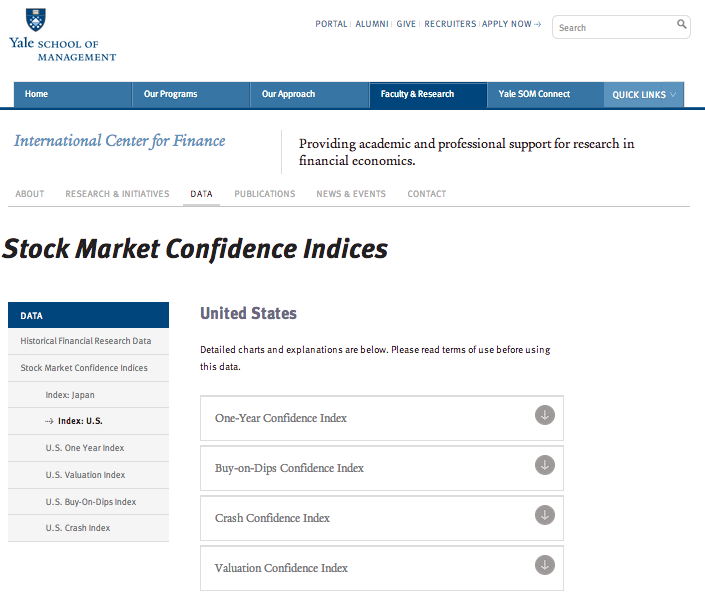 PORTAL | ALUMNI | GIVE | RECRUITERS | APPLY NOW →
Search
Yale SCHOOL OF
MANAGEMENT
Home
Our Programs
Our Approach
Faculty & Research
Yale SOM Connect
QUICK LINKS
International Center for Finance
Providing academic and professional support for research in
financial economics.
ABOUT
RESEARCH & INITIATIVES
DATA
PUBLICATIONS
NEWS & EVENTS
CONTACT
Stock Market Confidence Indices
DATA
Historical Financial Research Data
Stock Market Confidence Indices
Index: Japan
→ Index: U.S.
U.S. One Year Index
U.S. Valuation Index
U.S. Buy-On-Dips Index
U.S. Crash Index
United States
Detailed charts and explanations are below. Please read terms of use before using
this data.
One-Year Confidence Index
Buy-on-Dips Confidence Index
Crash Confidence Index
Valuation Confidence Index